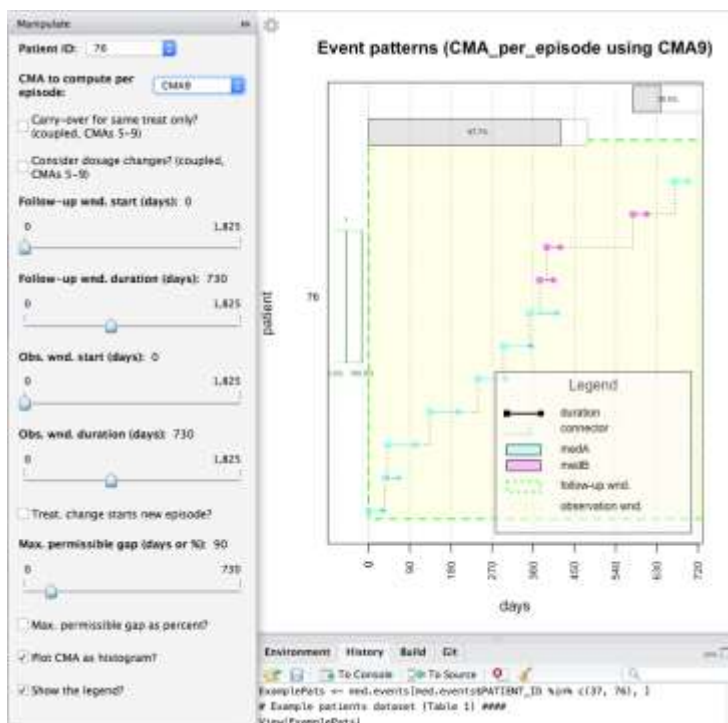 Manipulate
Patient ID: 76
CMA to compute per
episode:
CMA9
Carry-over for same treat only?
(coupled, CMAs 5-9)
Consider dosage changes? (coupled,
CMAs 5-9)
Follow-up wnd. start (days): 0
0 1,825
Follow-up wnd. duration (days): 730
0 1,825
Obs. wnd. start (days): 0
0 1,825
Obs. wnd. duration (days): 730
0 1,825
Treat. change starts new episode?
Max. permissible gap (days or %): 90
0 730
Max. permissible gap as percent?
Plot CMA as histogram?
Show the legend?
Event patterns (CMA_per_episode using CMA9)
patient
76
Legend
duration
connector
medA
medB
follow-up wnd.
observation wnd.
0 90 180 270 360 450 540 630 720
days
Environment History Build Git
To Console To Source
ExamplePats <- med.events[med.events$PATIENT_ID %in% c(37, 76), ]
# Example patients dataset (Table 1) ####
View(ExamplePats)